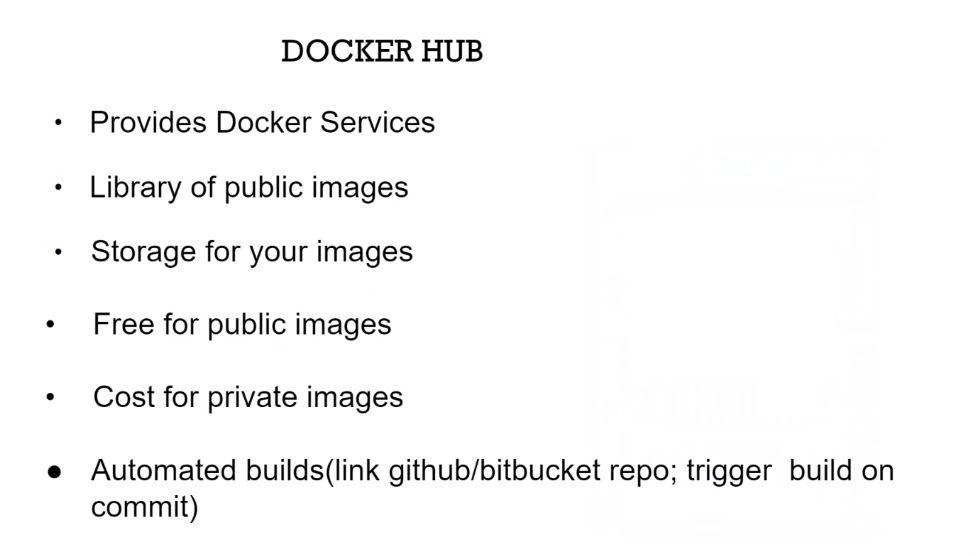 DOCKER HUB
• Provides Docker Services
• Library of public images
• Storage for your images
• Free for public images
• Cost for private images
● Automated builds(link github/bitbucket repo; trigger  build on
commit)